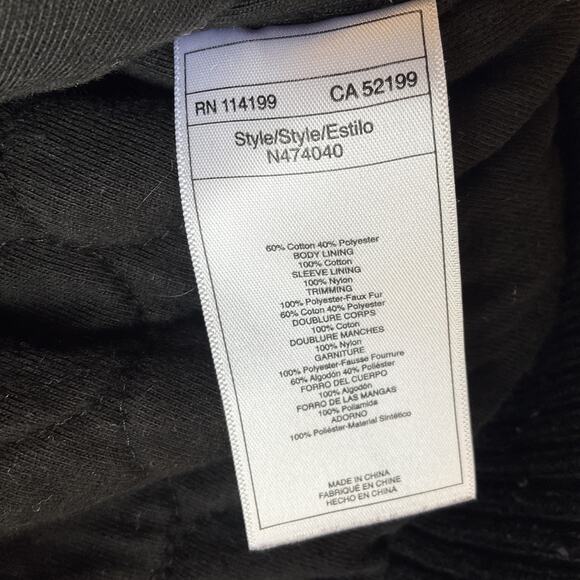 RN 114199 CA 52199
Style/Style/Estilo
N474040
60% Cotton 40% Polyester
BODY LINING
100% Cotton
SLEEVE LINING
100% Nylon
TRIMMING
100% Polyester-Faux Fur
60% Coton 40% Polyester
DOUBLURE CORPS
100% Coton
DOUBLURE MANCHES
100% Nylon
GARNITURE
100% Polyester-Fausse Fourrure
60% Algodón 40% Poliéster
FORRO DEL CUERPO
100% Algodón
FORRO DE LAS MANGAS
100% Poliamida
ADORNO
100% Poliéster-Material Sintético
MADE IN CHINA
FABRIQUÉ EN CHINE
HECHO EN CHINA